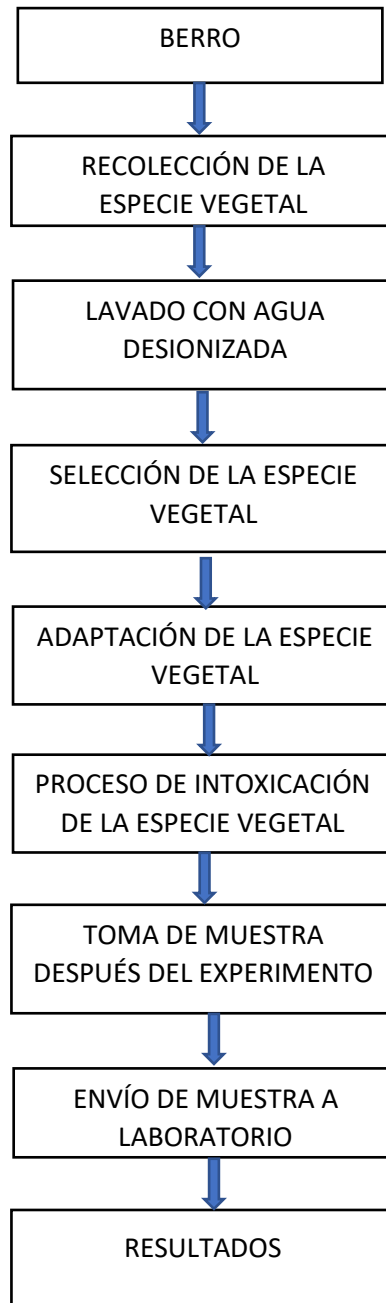 BERRO
RECOLECCIÓN DE LA
ESPECIE VEGETAL
LAVADO CON AGUA
DESIONIZADA
SELECCIÓN DE LA ESPECIE
VEGETAL
ADAPTACIÓN DE LA ESPECIE
VEGETAL
PROCESO DE INTOXICACIÓN
DE LA ESPECIE VEGETAL
TOMA DE MUESTRA
DESPUÉS DEL EXPERIMENTO
ENVÍO DE MUESTRA A
LABORATORIO
RESULTADOS